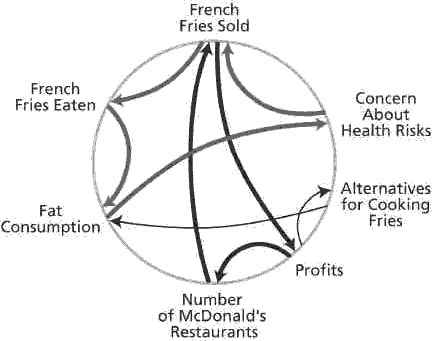 French
Fries Sold
French
Fries Eaten
Concern
About
Health Risks
Alternatives
for Cooking
Fries
Fat
Consumption
Profits
Number
of McDonald's
Restaurants